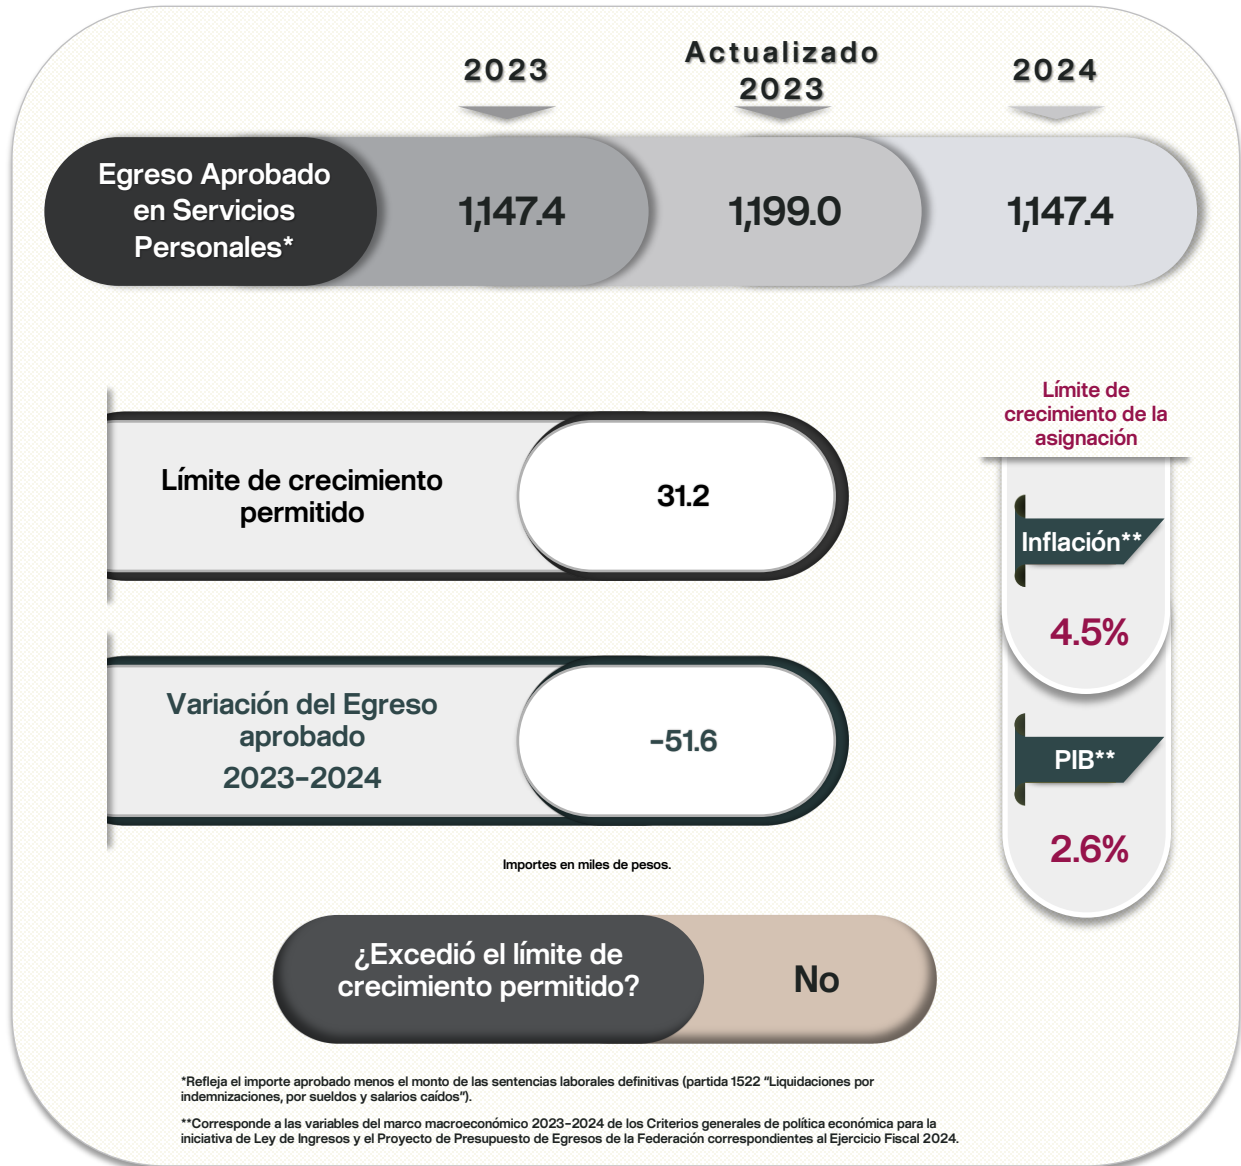 2023
Actualizado
2023
2024
Egreso Aprobado
en Servicios
Personales*
1,147.4
1,199.0
1,147.4
Límite de crecimiento
permitido
31.2
Variación del Egreso
aprobado
2023-2024
-51.6
Importes en miles de pesos.
Límite de
crecimiento de la
asignación
Inflación**
4.5%
PIB**
2.6%
¿Excedió el límite de
crecimiento permitido?
No
*Refleja el importe aprobado menos el monto de las sentencias laborales definitivas (partida 1522 "Liquidaciones por
indemnizaciones, por sueldos y salarios caídos").
**Corresponde a las variables del marco macroeconómico 2023-2024 de los Criterios generales de política económica para la
iniciativa de Ley de Ingresos y el Proyecto de Presupuesto de Egresos de la Federación correspondientes al Ejercicio Fiscal 2024.